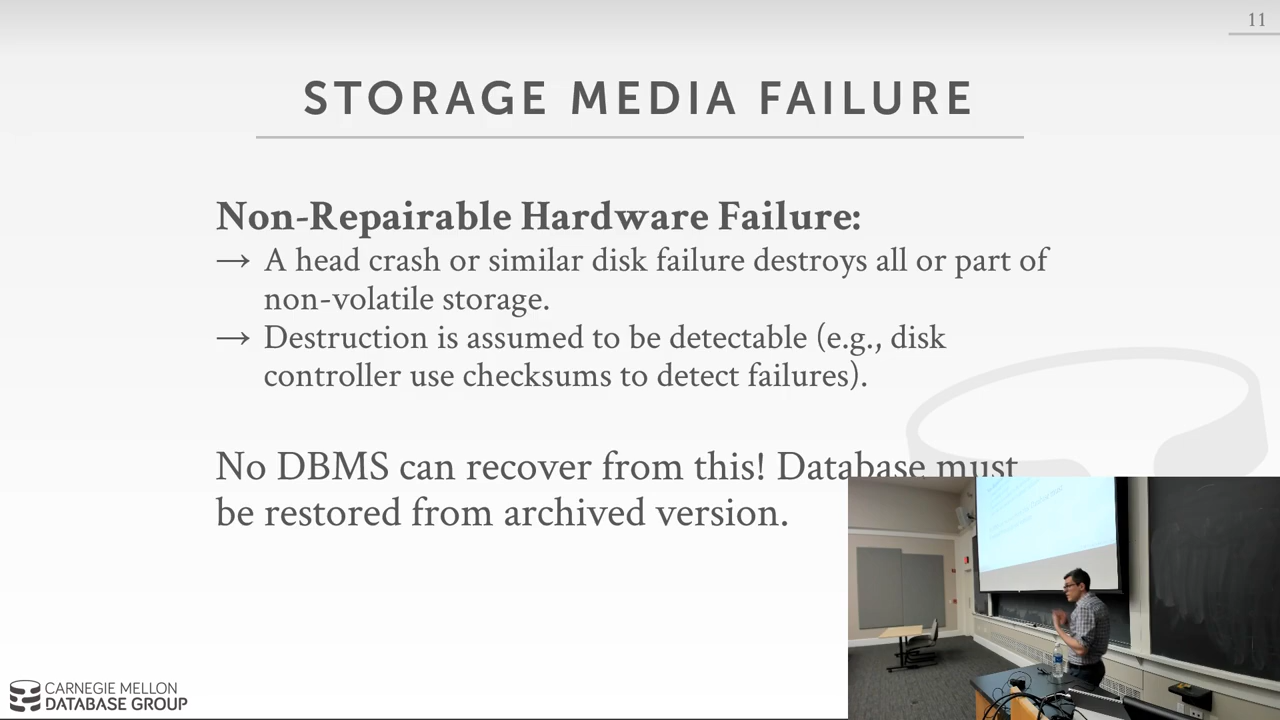 11
STORAGE MEDIA FAILURE
Non-Repairable Hardware Failure:
→ A head crash or similar disk failure destroys all or part of
non-volatile storage.
→ Destruction is assumed to be detectable (e.g., disk
controller use checksums to detect failures).
No DBMS can recover from this! Database must
be restored from archived version.
CARNEGIE MELLON
DATABASE GROUP